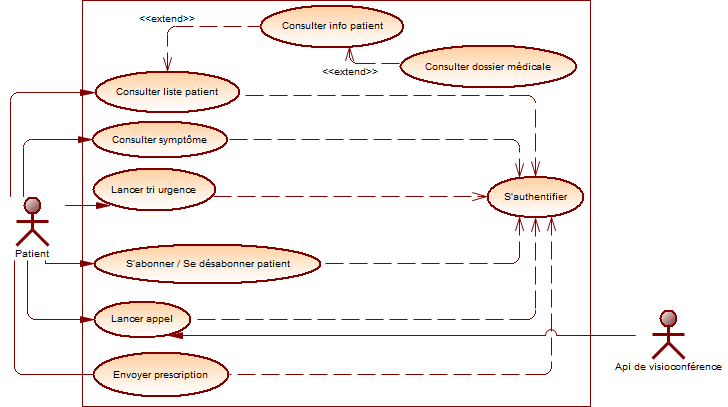 <<extend>>
Consulter info patient
<<extend>>
Consulter dossier médicale
Consulter liste patient
Consulter symptôme
Lancer tri urgence
S'authentifier
Patient
S'abonner / Se désabonner patient
Lancer appel
Api de visioconférence
Envoyer prescription